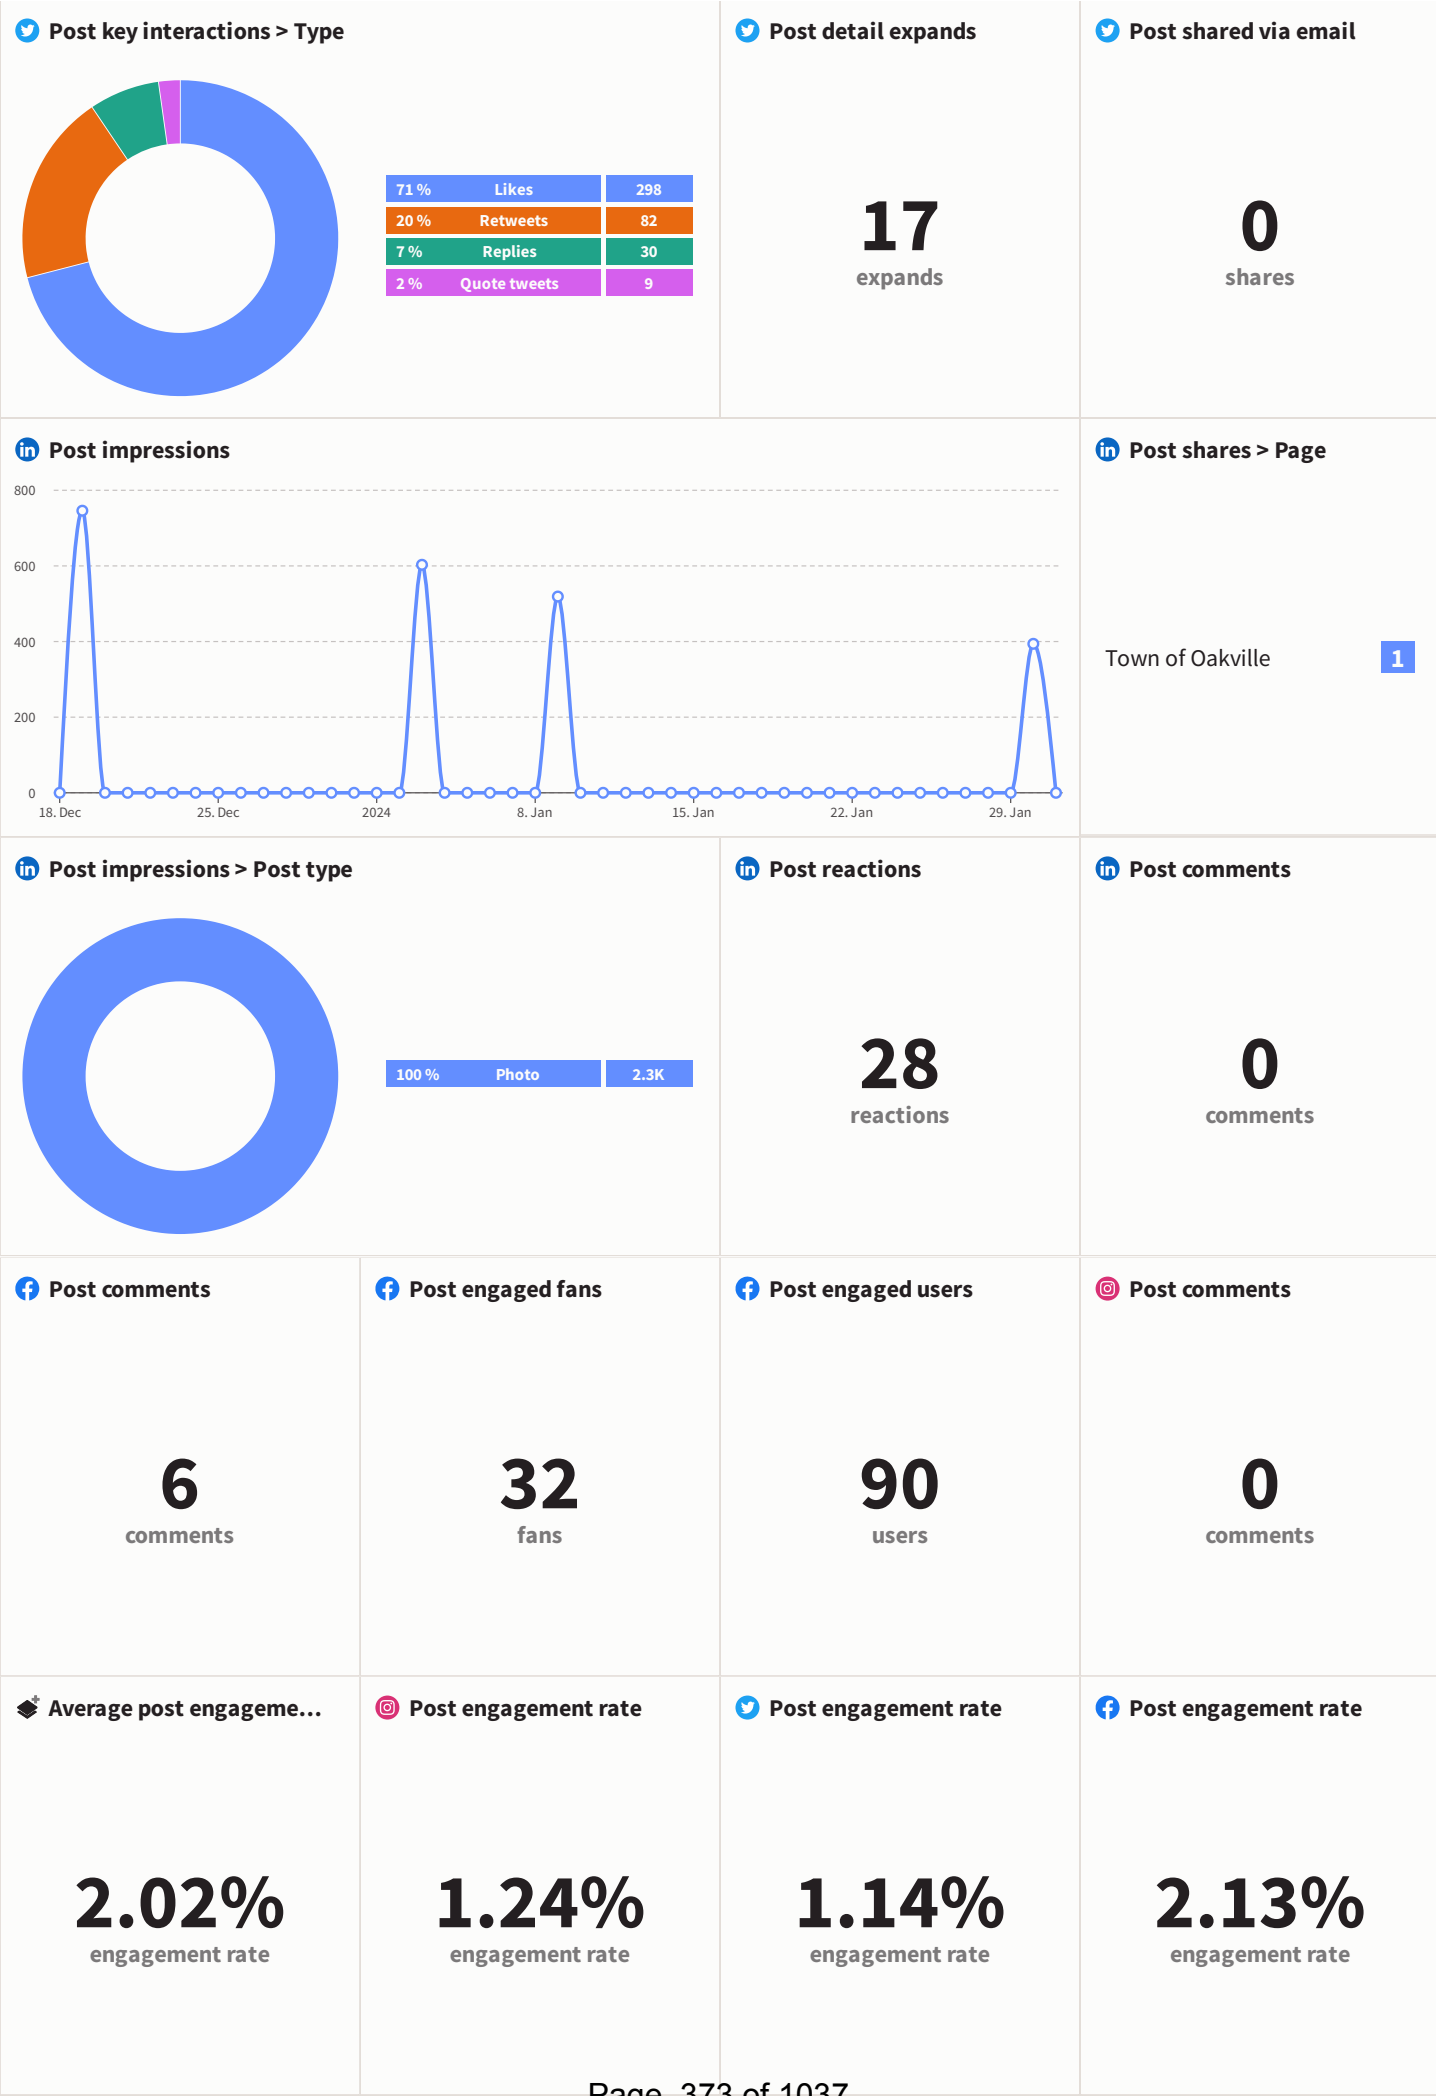 Post key interactions > Type
71 % Likes 298
20 % Retweets 82
7 % Replies 30
2 % Quote tweets 9
Post detail expands
17
expands
Post shared via email
0
shares
Post impressions
800
600
400
200
0
18. Dec 25. Dec 2024 8. Jan 15. Jan 22. Jan 29. Jan
Post shares > Page
Town of Oakville 1
Post impressions > Post type
100 % Photo 2.3K
Post reactions
28
reactions
Post comments
0
comments
Post comments
6
comments
Post engaged fans
32
fans
Post engaged users
90
users
Post comments
0
comments
Average post engageme...
2.02%
engagement rate
Post engagement rate
1.24%
engagement rate
Post engagement rate
1.14%
engagement rate
Post engagement rate
2.13%
engagement rate
Page 373 of 1037